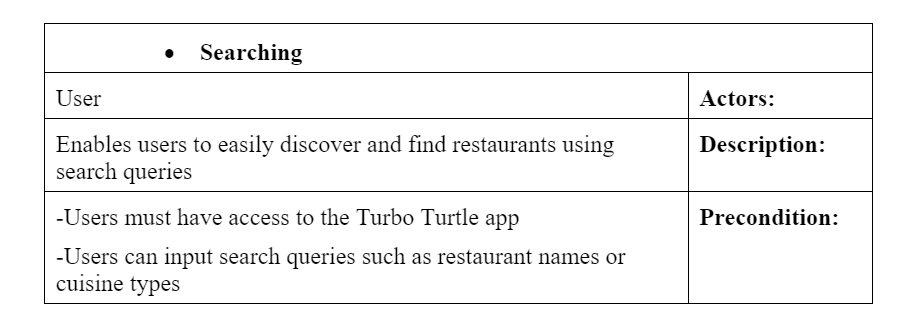 • Searching
User
Actors:
Enables users to easily discover and find restaurants using
search queries
Description:
-Users must have access to the Turbo Turtle app
-Users can input search queries such as restaurant names or
cuisine types
Precondition: